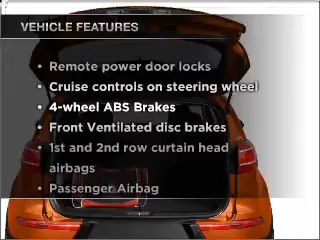 VEHICLE FEATURES
• Remote power door locks
• Cruise controls on steering wheel
• 4-wheel ABS Brakes
• Front Ventilated disc brakes
• 1st and 2nd row curtain head
airbags
• Passenger Airbag